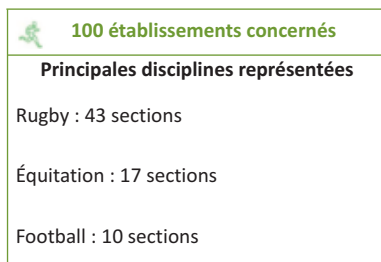 100 établissements concernés
Principales disciplines représentées
Rugby : 43 sections
Équitation : 17 sections
Football : 10 sections